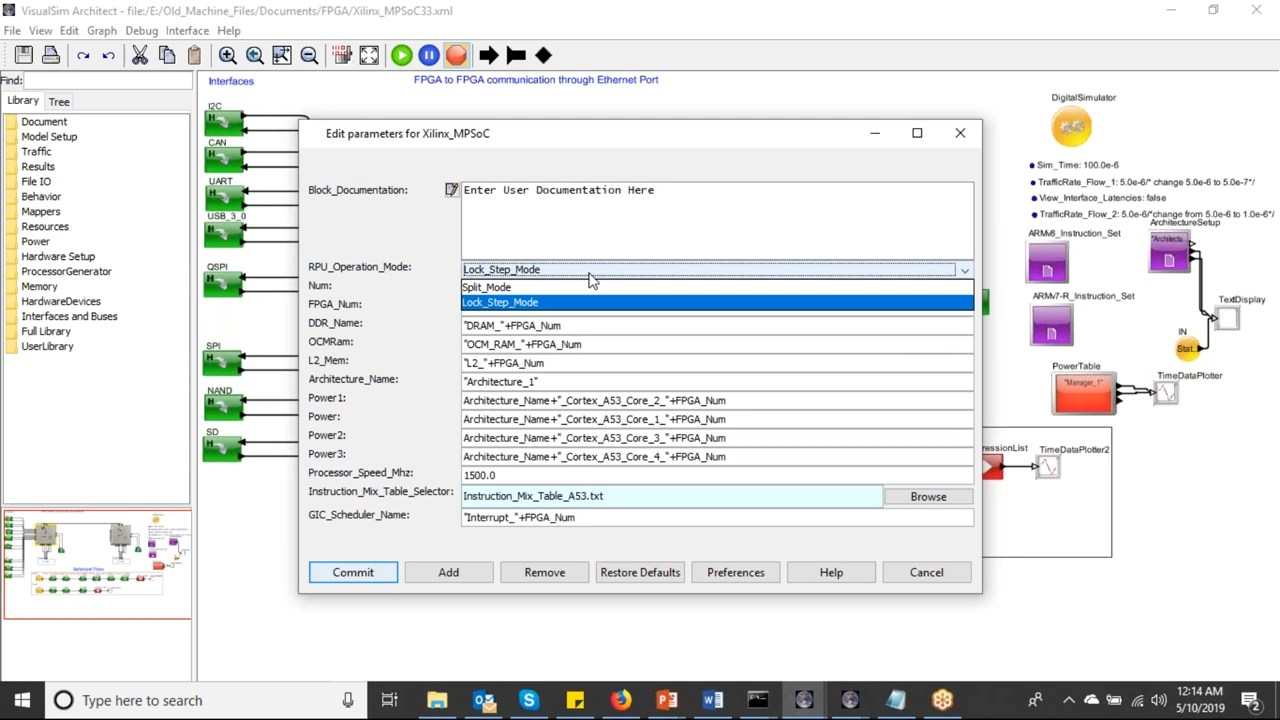 VisualSim Architect - file:/E:/Old_Machine_Files/Documents/FPGA/Xilinx_MPSoC33.xml
File View Edit Graph Debug Interface Help
Find:
Library Tree
Document
Model Setup
Traffic
Results
File IO
Behavior
Mappers
Resources
Power
Hardware Setup
ProcessorGenerator
Memory
HardwareDevices
Interfaces and Buses
Full Library
UserLibrary
Interfaces
FPGA to FPGA communication through Ethernet Port
I2C
CAN
UART
USB_3_0
QSPI
SPI
NAND
SD
Edit parameters for Xilinx_MPSoC
Block_Documentation: Enter User Documentation Here
RPU_Operation_Mode: Lock_Step_Mode
Split_Mode
Lock_Step_Mode
Num:
FPGA_Num:
DDR_Name: "DRAM_"+FPGA_Num
OCMRam: "OCM_RAM_"+FPGA_Num
L2_Mem: "L2_"+FPGA_Num
Architecture_Name: "Architecture_1"
Power1: Architecture_Name+"_Cortex_A53_Core_2_"+FPGA_Num
Power: Architecture_Name+"_Cortex_A53_Core_1_"+FPGA_Num
Power2: Architecture_Name+"_Cortex_A53_Core_3_"+FPGA_Num
Power3: Architecture_Name+"_Cortex_A53_Core_4_"+FPGA_Num
Processor_Speed_Mhz: 1500.0
Instruction_Mix_Table_Selector: Instruction_Mix_Table_A53.txt Browse
GIC_Scheduler_Name: "Interrupt_"+FPGA_Num
Commit Add Remove Restore Defaults Preferences Help Cancel
DigitalSimulator
Sim_Time: 100.0e-6
TrafficRate_Flow_1: 5.0e-6/* change 5.0e-6 to 5.0e-7*/
View_Interface_Latencies: false
TrafficRate_Flow_2: 5.0e-6/*change from 5.0e-6 to 1.0e-6*/
ArchitectureSetup
"Architectu
ARMv8_Instruction_Set
ARMv7-R_Instruction_Set
TextDisplay
IN
Stat..
PowerTable
"Manager_1"
TimeDataPlotter
ressionList
TimeDataPlotter2
Behavioral Flows
Type here to search
12:14 AM
5/10/2019
2